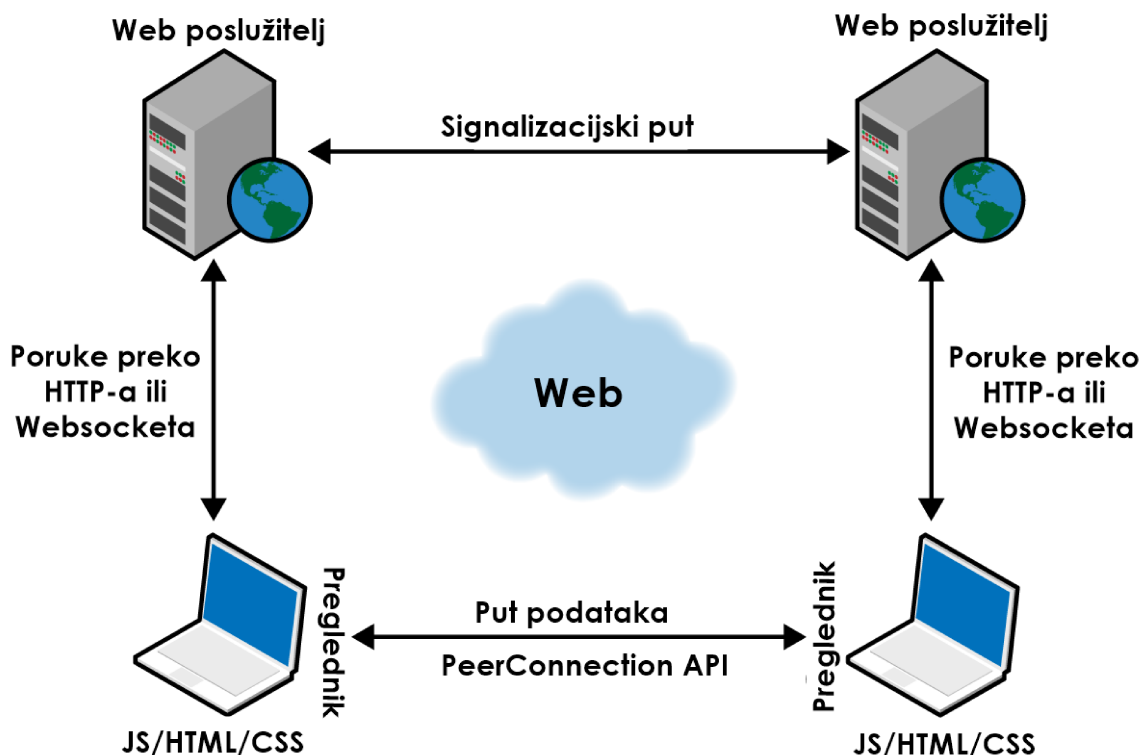 Web poslužitelj
Web poslužitelj
Signalizacijski put
Poruke preko
HTTP-a ili
Websocketa
Web
Poruke preko
HTTP-a ili
Websocketa
Preglednik
Put podataka
PeerConnection API
Preglednik
JS/HTML/CSS
JS/HTML/CSS